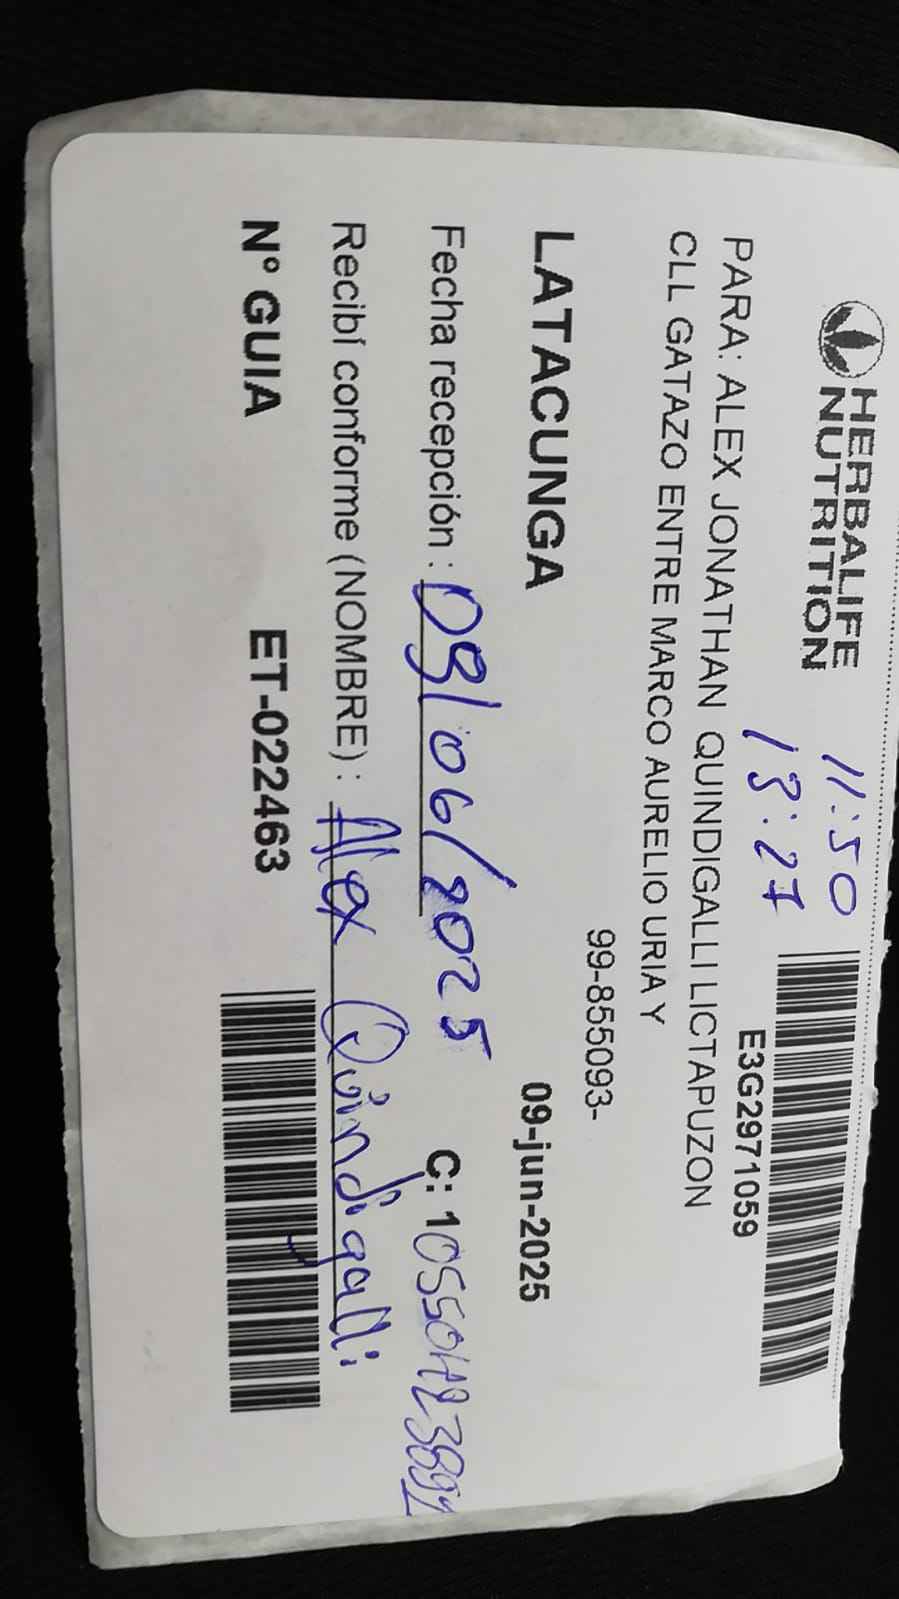 HERBALIFE
NUTRITION
11:50
13:27
E3G2971059
PARA: ALEX JONATHAN QUINDIGALLI LICTAPUZON
CLL GATAZO ENTRE MARCO AURELIO URIA Y
99-855093-
LATACUNGA 09-jun-2025
Fecha recepción : 09/06/2025 C: 1
Recibí conforme (NOMBRE) : Alex Quindigalli
N° GUIA ET-022463